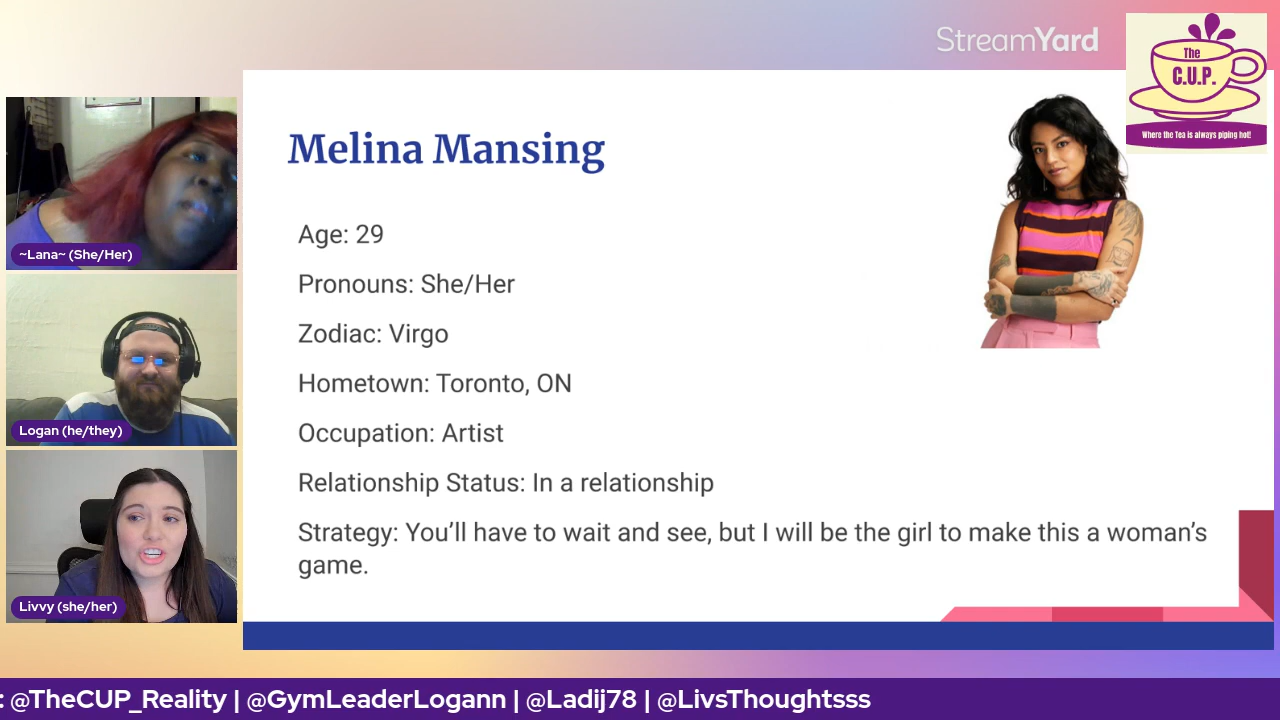 StreamYard
The
C.U.P.
Where the Tea is always piping hot!
Melina Mansing
Age: 29
Pronouns: She/Her
Zodiac: Virgo
Hometown: Toronto, ON
Occupation: Artist
Relationship Status: In a relationship
Strategy: You’ll have to wait and see, but I will be the girl to make this a woman’s
game.
~Lana~ (She/Her)
Logan (he/they)
Livvy (she/her)
: @TheCUP_Reality | @GymLeaderLogann | @Ladij78 | @LivsThoughtsss